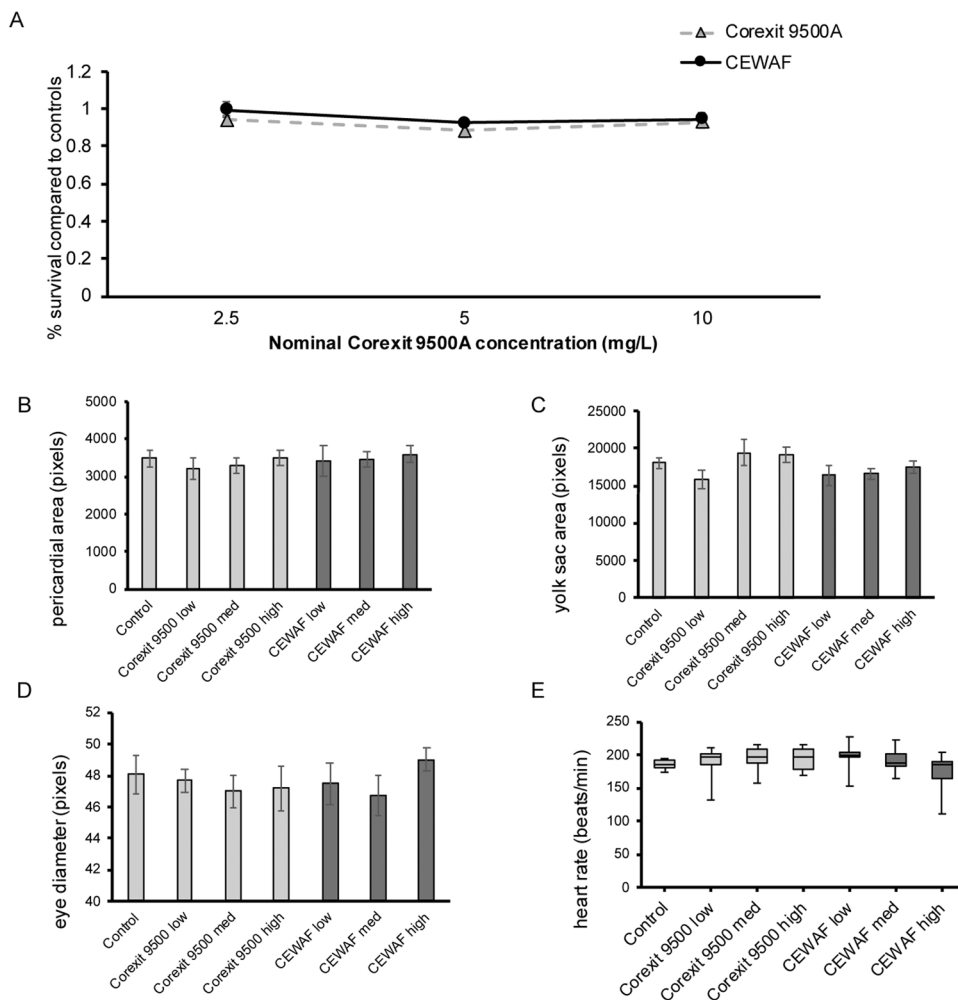 A
Corexit 9500A
CEWAF
% survival compared to controls
1.2
1
0.8
0.6
0.4
0.2
0
2.5
5
10
Nominal Corexit 9500A concentration (mg/L)
B
pericardial area (pixels)
5000
4000
3000
2000
1000
0
Control
Corexit 9500 low
Corexit 9500 med
Corexit 9500 high
CEWAF low
CEWAF med
CEWAF high
C
yolk sac area (pixels)
25000
20000
15000
10000
5000
0
Control
Corexit 9500 low
Corexit 9500 med
Corexit 9500 high
CEWAF low
CEWAF med
CEWAF high
D
eye diameter (pixels)
52
50
48
46
44
42
40
Control
Corexit 9500 low
Corexit 9500 med
Corexit 9500 high
CEWAF low
CEWAF med
CEWAF high
E
heart rate (beats/min)
250
200
150
100
50
0
Control
Corexit 9500 low
Corexit 9500 med
Corexit 9500 high
CEWAF low
CEWAF med
CEWAF high